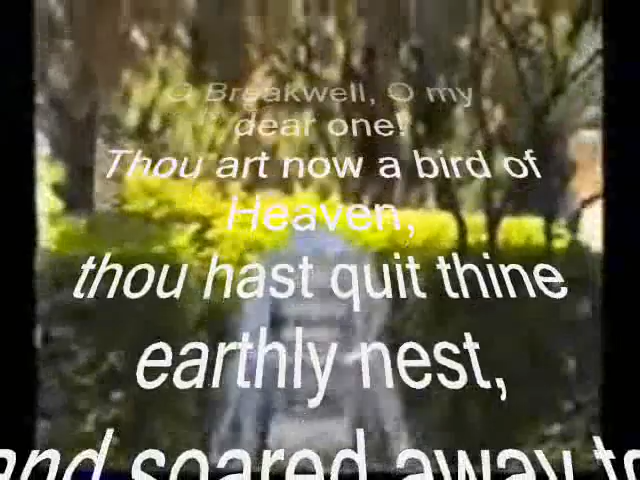 O Breakwell, O my
dear one!
Thou art now a bird of
Heaven,
thou hast quit thine
earthly nest,
and soared away to